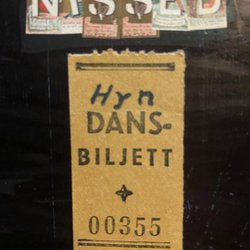 NISSED
Hyn
DANS-
BILJETT
00355